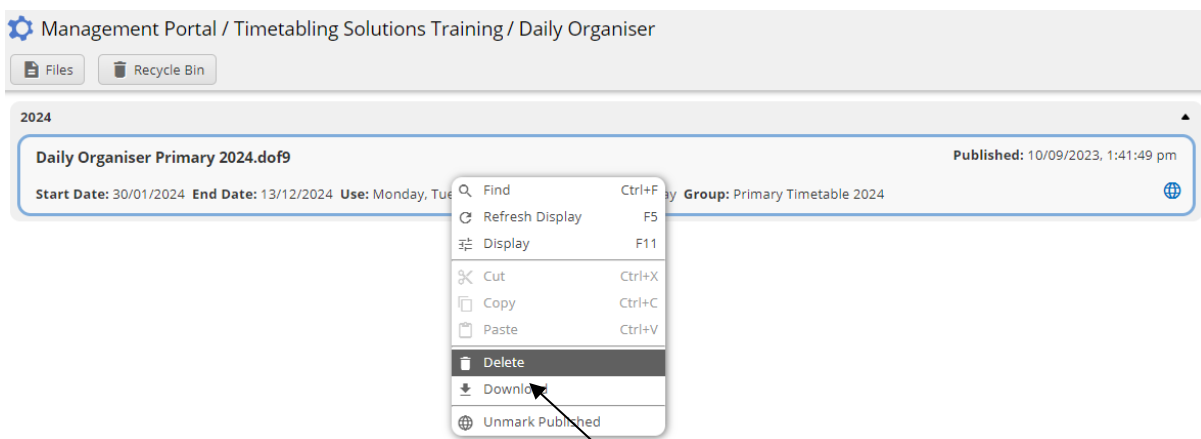 Management Portal / Timetabling Solutions Training / Daily Organiser
Files Recycle Bin
2024
Daily Organiser Primary 2024.dof9 Published: 10/09/2023, 1:41:49 pm
Start Date: 30/01/2024 End Date: 13/12/2024 Use: Monday, Tue ay Group: Primary Timetable 2024
Find Ctrl+F
Refresh Display F5
Display F11
Cut Ctrl+X
Copy Ctrl+C
Paste Ctrl+V
Delete
Download
Unmark Published